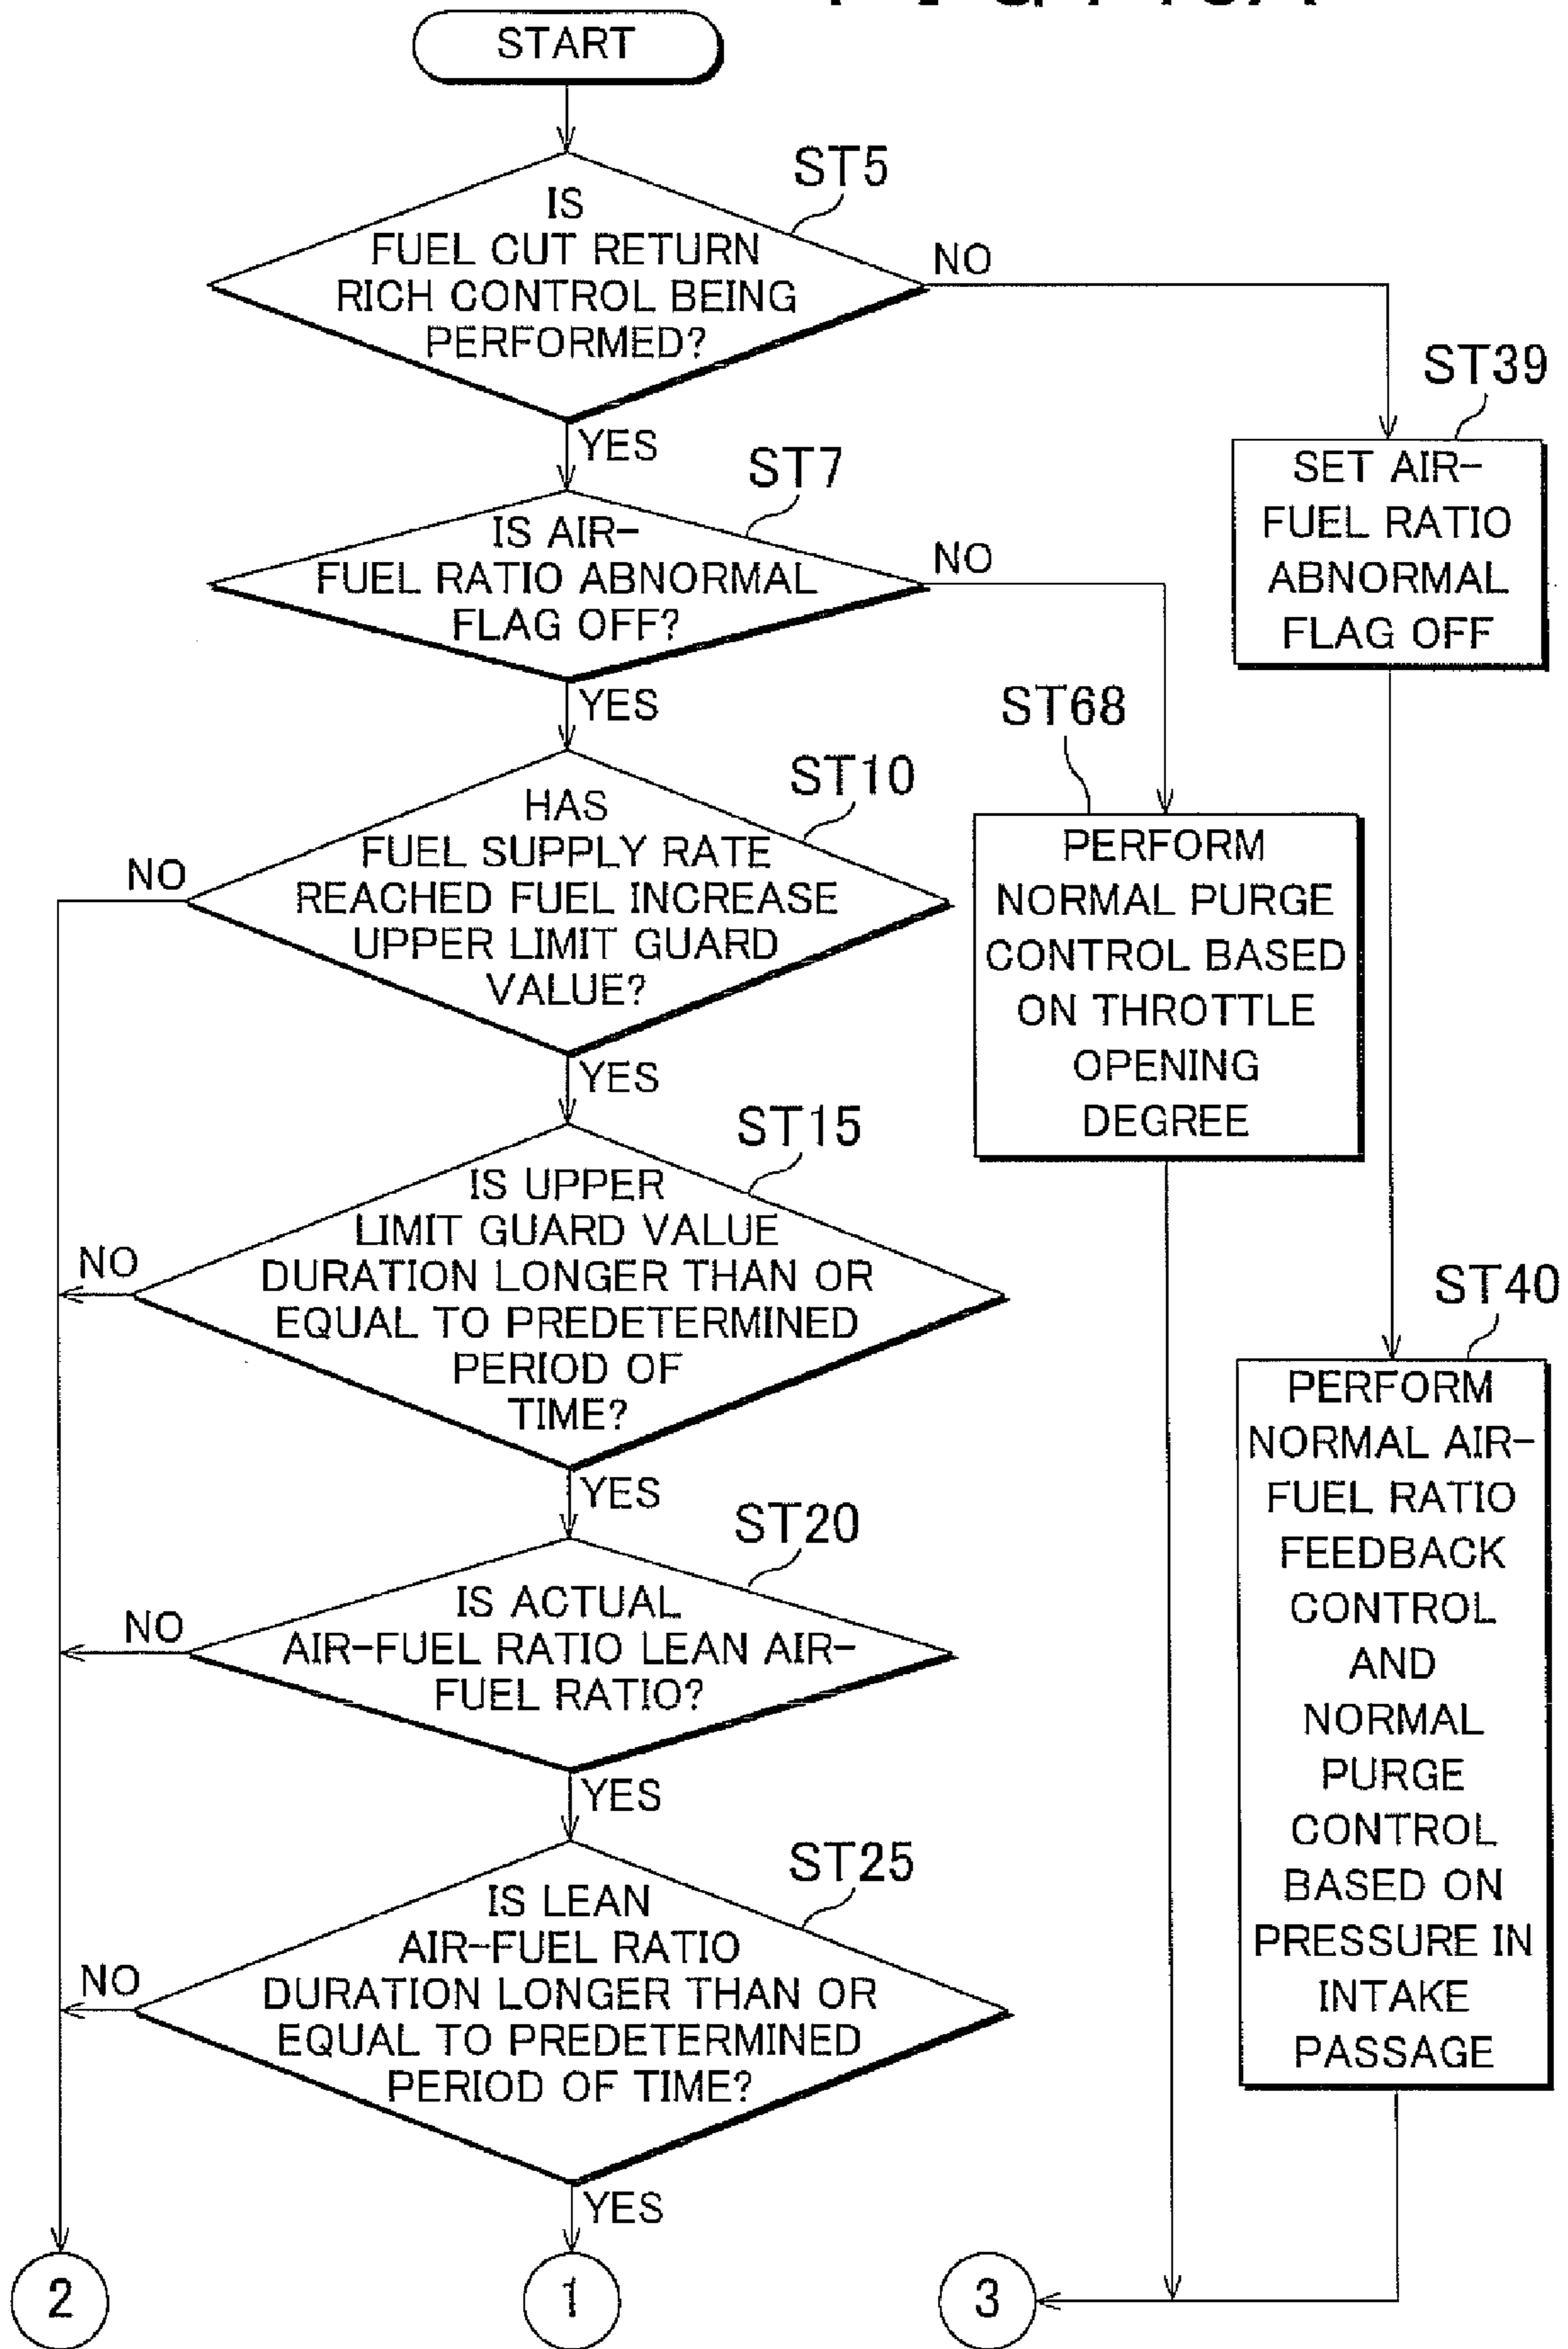 START
ST5
IS
FUEL CUT RETURN
RICH CONTROL BEING
PERFORMED?
NO
YES
ST39
SET AIR-
FUEL RATIO
ABNORMAL
FLAG OFF
ST7
IS AIR-
FUEL RATIO ABNORMAL
FLAG OFF?
NO
YES
ST68
PERFORM
NORMAL PURGE
CONTROL BASED
ON THROTTLE
OPENING
DEGREE
ST10
HAS
FUEL SUPPLY RATE
REACHED FUEL INCREASE
UPPER LIMIT GUARD
VALUE?
NO
YES
ST15
IS UPPER
LIMIT GUARD VALUE
DURATION LONGER THAN OR
EQUAL TO PREDETERMINED
PERIOD OF
TIME?
NO
YES
ST40
PERFORM
NORMAL AIR-
FUEL RATIO
FEEDBACK
CONTROL
AND
NORMAL
PURGE
CONTROL
BASED ON
PRESSURE IN
INTAKE
PASSAGE
ST20
IS ACTUAL
AIR-FUEL RATIO LEAN AIR-
FUEL RATIO?
NO
YES
ST25
IS LEAN
AIR-FUEL RATIO
DURATION LONGER THAN OR
EQUAL TO PREDETERMINED
PERIOD OF TIME?
NO
YES
2
1
3